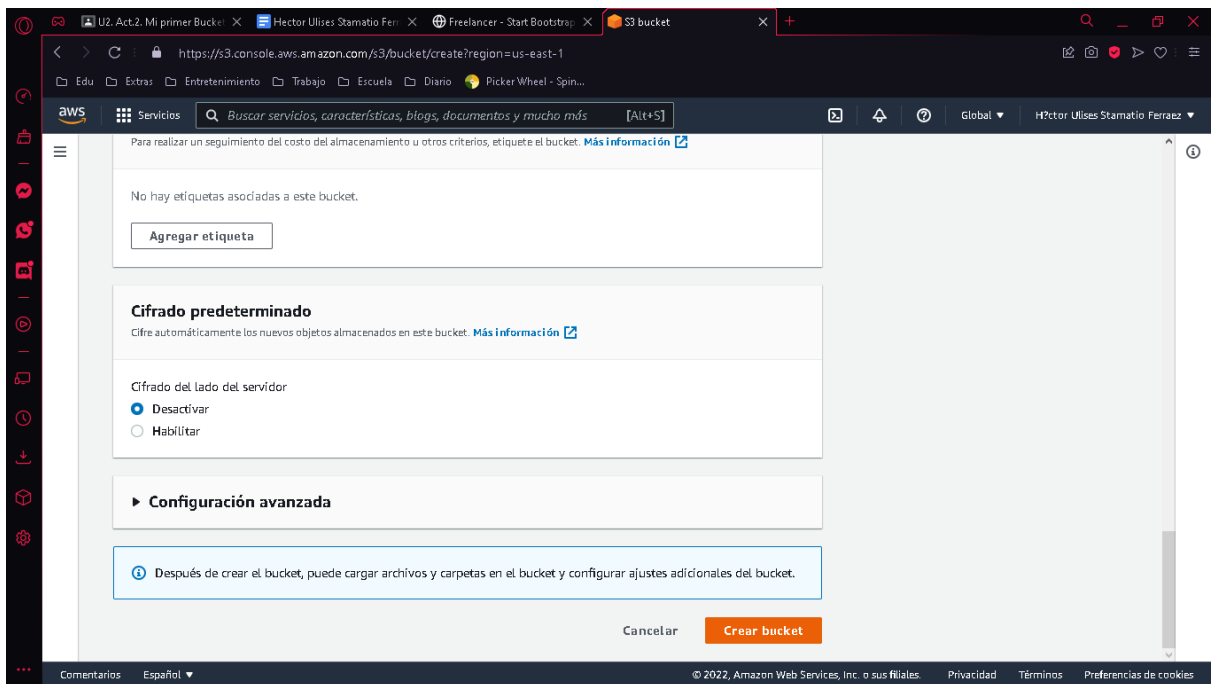 U2. Act.2. Mi primer Bucket
Hector Ulises Stamatio Ferr
Freelancer - Start Bootstrap
S3 bucket
https://s3.console.aws.amazon.com/s3/bucket/create?region=us-east-1
Edu Extras Entretenimiento Trabajo Escuela Diario Picker Wheel - Spin...
aws Servicios Buscar servicios, características, blogs, documentos y mucho más [Alt+S] Global H?ctor Ulises Stamatio Ferraez
Para realizar un seguimiento del costo del almacenamiento u otros criterios, etiquete el bucket. Más información
No hay etiquetas asociadas a este bucket.
Agregar etiqueta
Cifrado predeterminado
Cifre automáticamente los nuevos objetos almacenados en este bucket. Más información
Cifrado del lado del servidor
Desactivar
Habilitar
Configuración avanzada
Después de crear el bucket, puede cargar archivos y carpetas en el bucket y configurar ajustes adicionales del bucket.
Cancelar Crear bucket
Comentarios Español © 2022, Amazon Web Services, Inc. o sus filiales. Privacidad Términos Preferencias de cookies